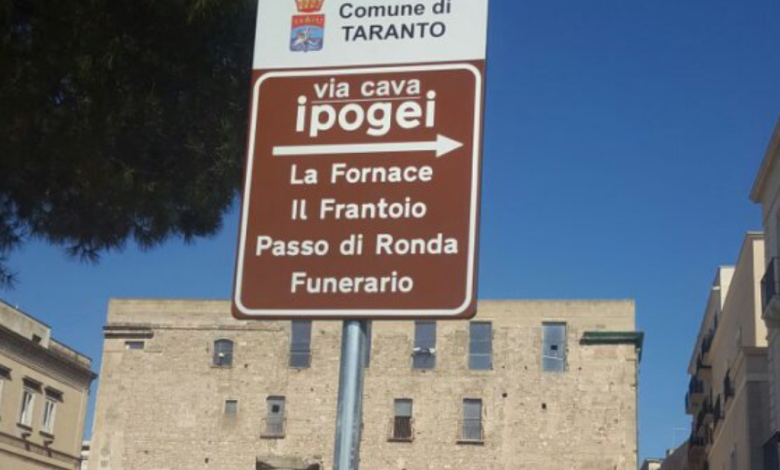 Comune di
TARANTO
via cava
ipogei
La Fornace
Il Frantoio
Passo di Ronda
Funerario